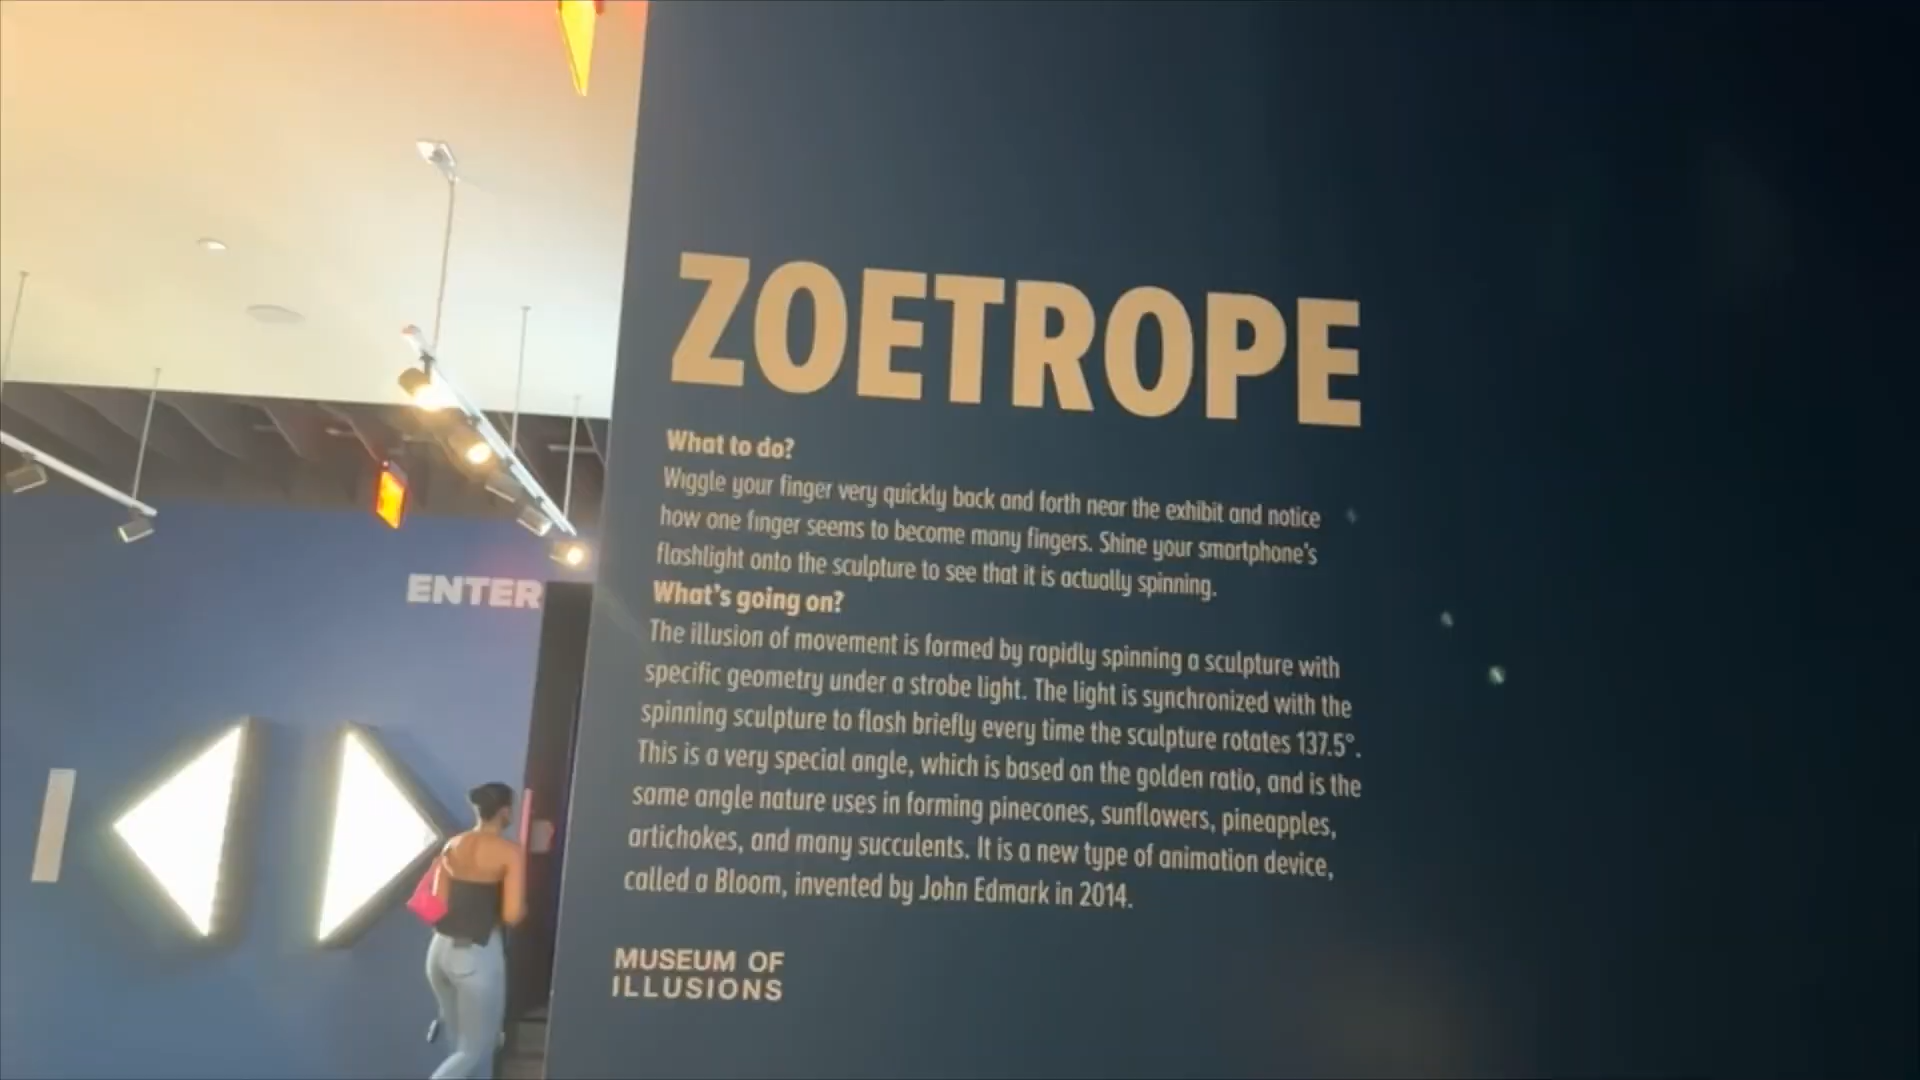 ZOETROPE
What to do?
Wiggle your finger very quickly back and forth near the exhibit and notice
how one finger seems to become many fingers. Shine your smartphone's
flashlight onto the sculpture to see that it is actually spinning.
What's going on?
The illusion of movement is formed by rapidly spinning a sculpture with
specific geometry under a strobe light. The light is synchronized with the
spinning sculpture to flash briefly every time the sculpture rotates 137.5°.
This is a very special angle, which is based on the golden ratio, and is the
same angle nature uses in forming pinecones, sunflowers, pineapples,
artichokes, and many succulents. It is a new type of animation device,
called a Bloom, invented by John Edmark in 2014.
MUSEUM OF
ILLUSIONS
ENTER